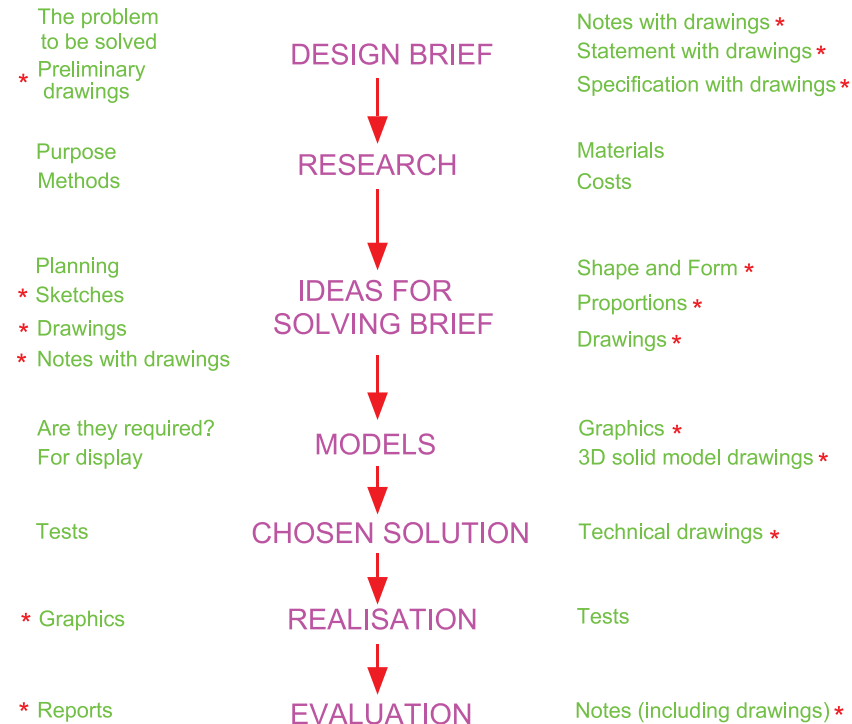 The problem
to be solved
* Preliminary
drawings
DESIGN BRIEF
Notes with drawings *
Statement with drawings *
Specification with drawings *
Purpose
Methods
RESEARCH
Materials
Costs
Planning
* Sketches
* Drawings
* Notes with drawings
IDEAS FOR
SOLVING BRIEF
Shape and Form *
Proportions *
Drawings *
Are they required?
For display
MODELS
Graphics *
3D solid model drawings *
Tests
CHOSEN SOLUTION
Technical drawings *
* Graphics
REALISATION
Tests
* Reports
EVALUATION
Notes (including drawings) *